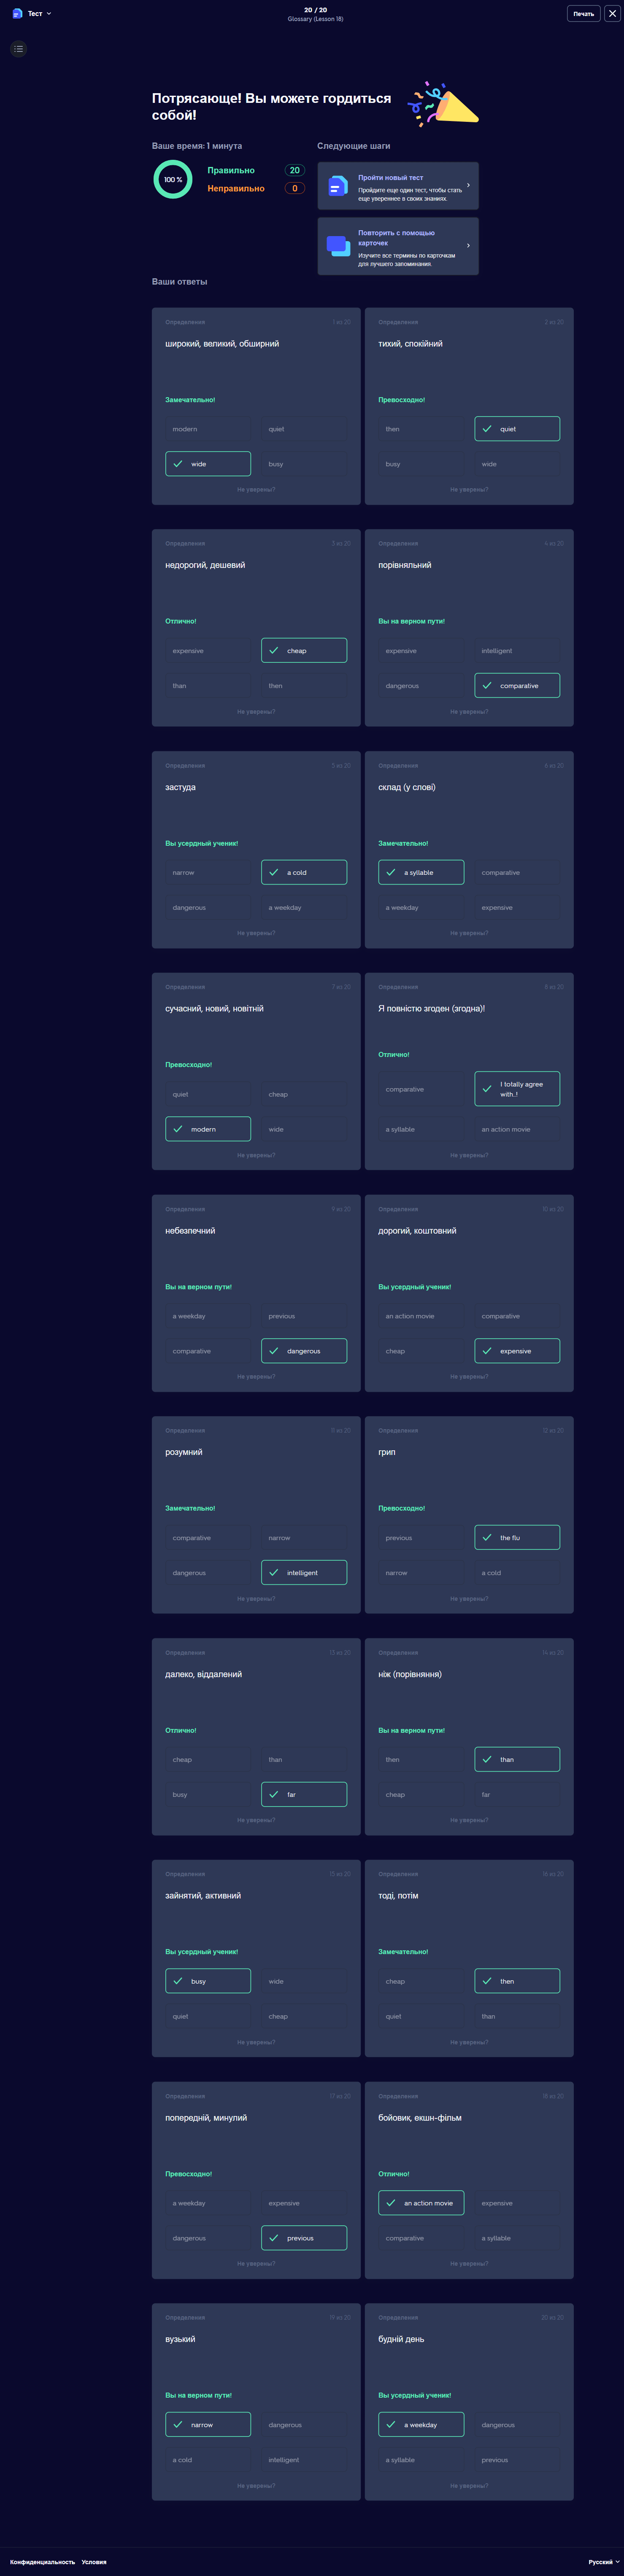 Тест
20 / 20
Glossary (Lesson 18)
Печать
Потрясающе! Вы можете гордиться
собой!
Ваше время: 1 минута
100 %
Правильно
20
Неправильно
0
Следующие шаги
Пройти новый тест
Пройдите еще один тест, чтобы стать
еще увереннее в своих знаниях.
Повторить с помощью
карточек
Изучите все термины по карточкам
для лучшего запоминания.
Ваши ответы
Определения
1 из 20
широкий, великий, обширний
Замечательно!
modern
quiet
wide
busy
Не уверены?
Определения
2 из 20
тихий, спокійний
Превосходно!
then
quiet
busy
wide
Не уверены?
Определения
3 из 20
недорогий, дешевий
Отлично!
expensive
cheap
than
then
Не уверены?
Определения
4 из 20
порівняльний
Вы на верном пути!
expensive
intelligent
dangerous
comparative
Не уверены?
Определения
5 из 20
застуда
Вы усердный ученик!
narrow
a cold
dangerous
a weekday
Не уверены?
Определения
6 из 20
склад (у слові)
Замечательно!
a syllable
comparative
a weekday
expensive
Не уверены?
Определения
7 из 20
сучасний, новий, новітній
Превосходно!
quiet
cheap
modern
wide
Не уверены?
Определения
8 из 20
Я повністю згоден (згодна)!
Отлично!
comparative
I totally agree
with..!
a syllable
an action movie
Не уверены?
Определения
9 из 20
небезпечний
Вы на верном пути!
a weekday
previous
comparative
dangerous
Не уверены?
Определения
10 из 20
дорогий, коштовний
Вы усердный ученик!
an action movie
comparative
cheap
expensive
Не уверены?
Определения
11 из 20
розумний
Замечательно!
comparative
narrow
dangerous
intelligent
Не уверены?
Определения
12 из 20
грип
Превосходно!
previous
the flu
narrow
a cold
Не уверены?
Определения
13 из 20
далеко, віддалений
Отлично!
cheap
than
busy
far
Не уверены?
Определения
14 из 20
ніж (порівняння)
Вы на верном пути!
then
than
cheap
far
Не уверены?
Определения
15 из 20
зайнятий, активний
Вы усердный ученик!
busy
wide
quiet
cheap
Не уверены?
Определения
16 из 20
тоді, потім
Замечательно!
cheap
then
quiet
than
Не уверены?
Определения
17 из 20
попередній, минулий
Превосходно!
a weekday
expensive
dangerous
previous
Не уверены?
Определения
18 из 20
бойовик, екшн-фільм
Отлично!
an action movie
expensive
comparative
a syllable
Не уверены?
Определения
19 из 20
вузький
Вы на верном пути!
narrow
dangerous
a cold
intelligent
Не уверены?
Определения
20 из 20
будній день
Вы усердный ученик!
a weekday
dangerous
a syllable
previous
Не уверены?
Конфиденциальность
Условия
Русский